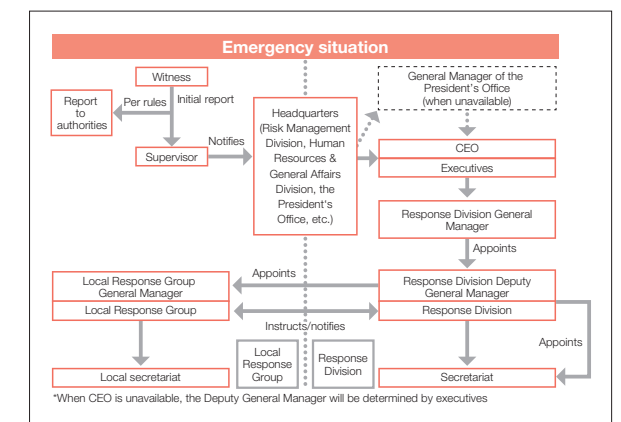 Emergency situation
Witness
Report
to
authorities
Per rules
Initial report
Supervisor
Notifies
Headquarters
(Risk Management
Division, Human
Resources &
General Affairs
Division, the
President's
Office, etc.)
General Manager of the
President's Office
(when unavailable)
CEO
Executives
Response Division General
Manager
Appoints
Local Response Group
General Manager
Local Response Group
Appoints
Response Division Deputy
General Manager
Response Division
Instructs/notifies
Local
Response
Group
Response
Division
Appoints
Local secretariat
Secretariat
*When CEO is unavailable, the Deputy General Manager will be determined by executives